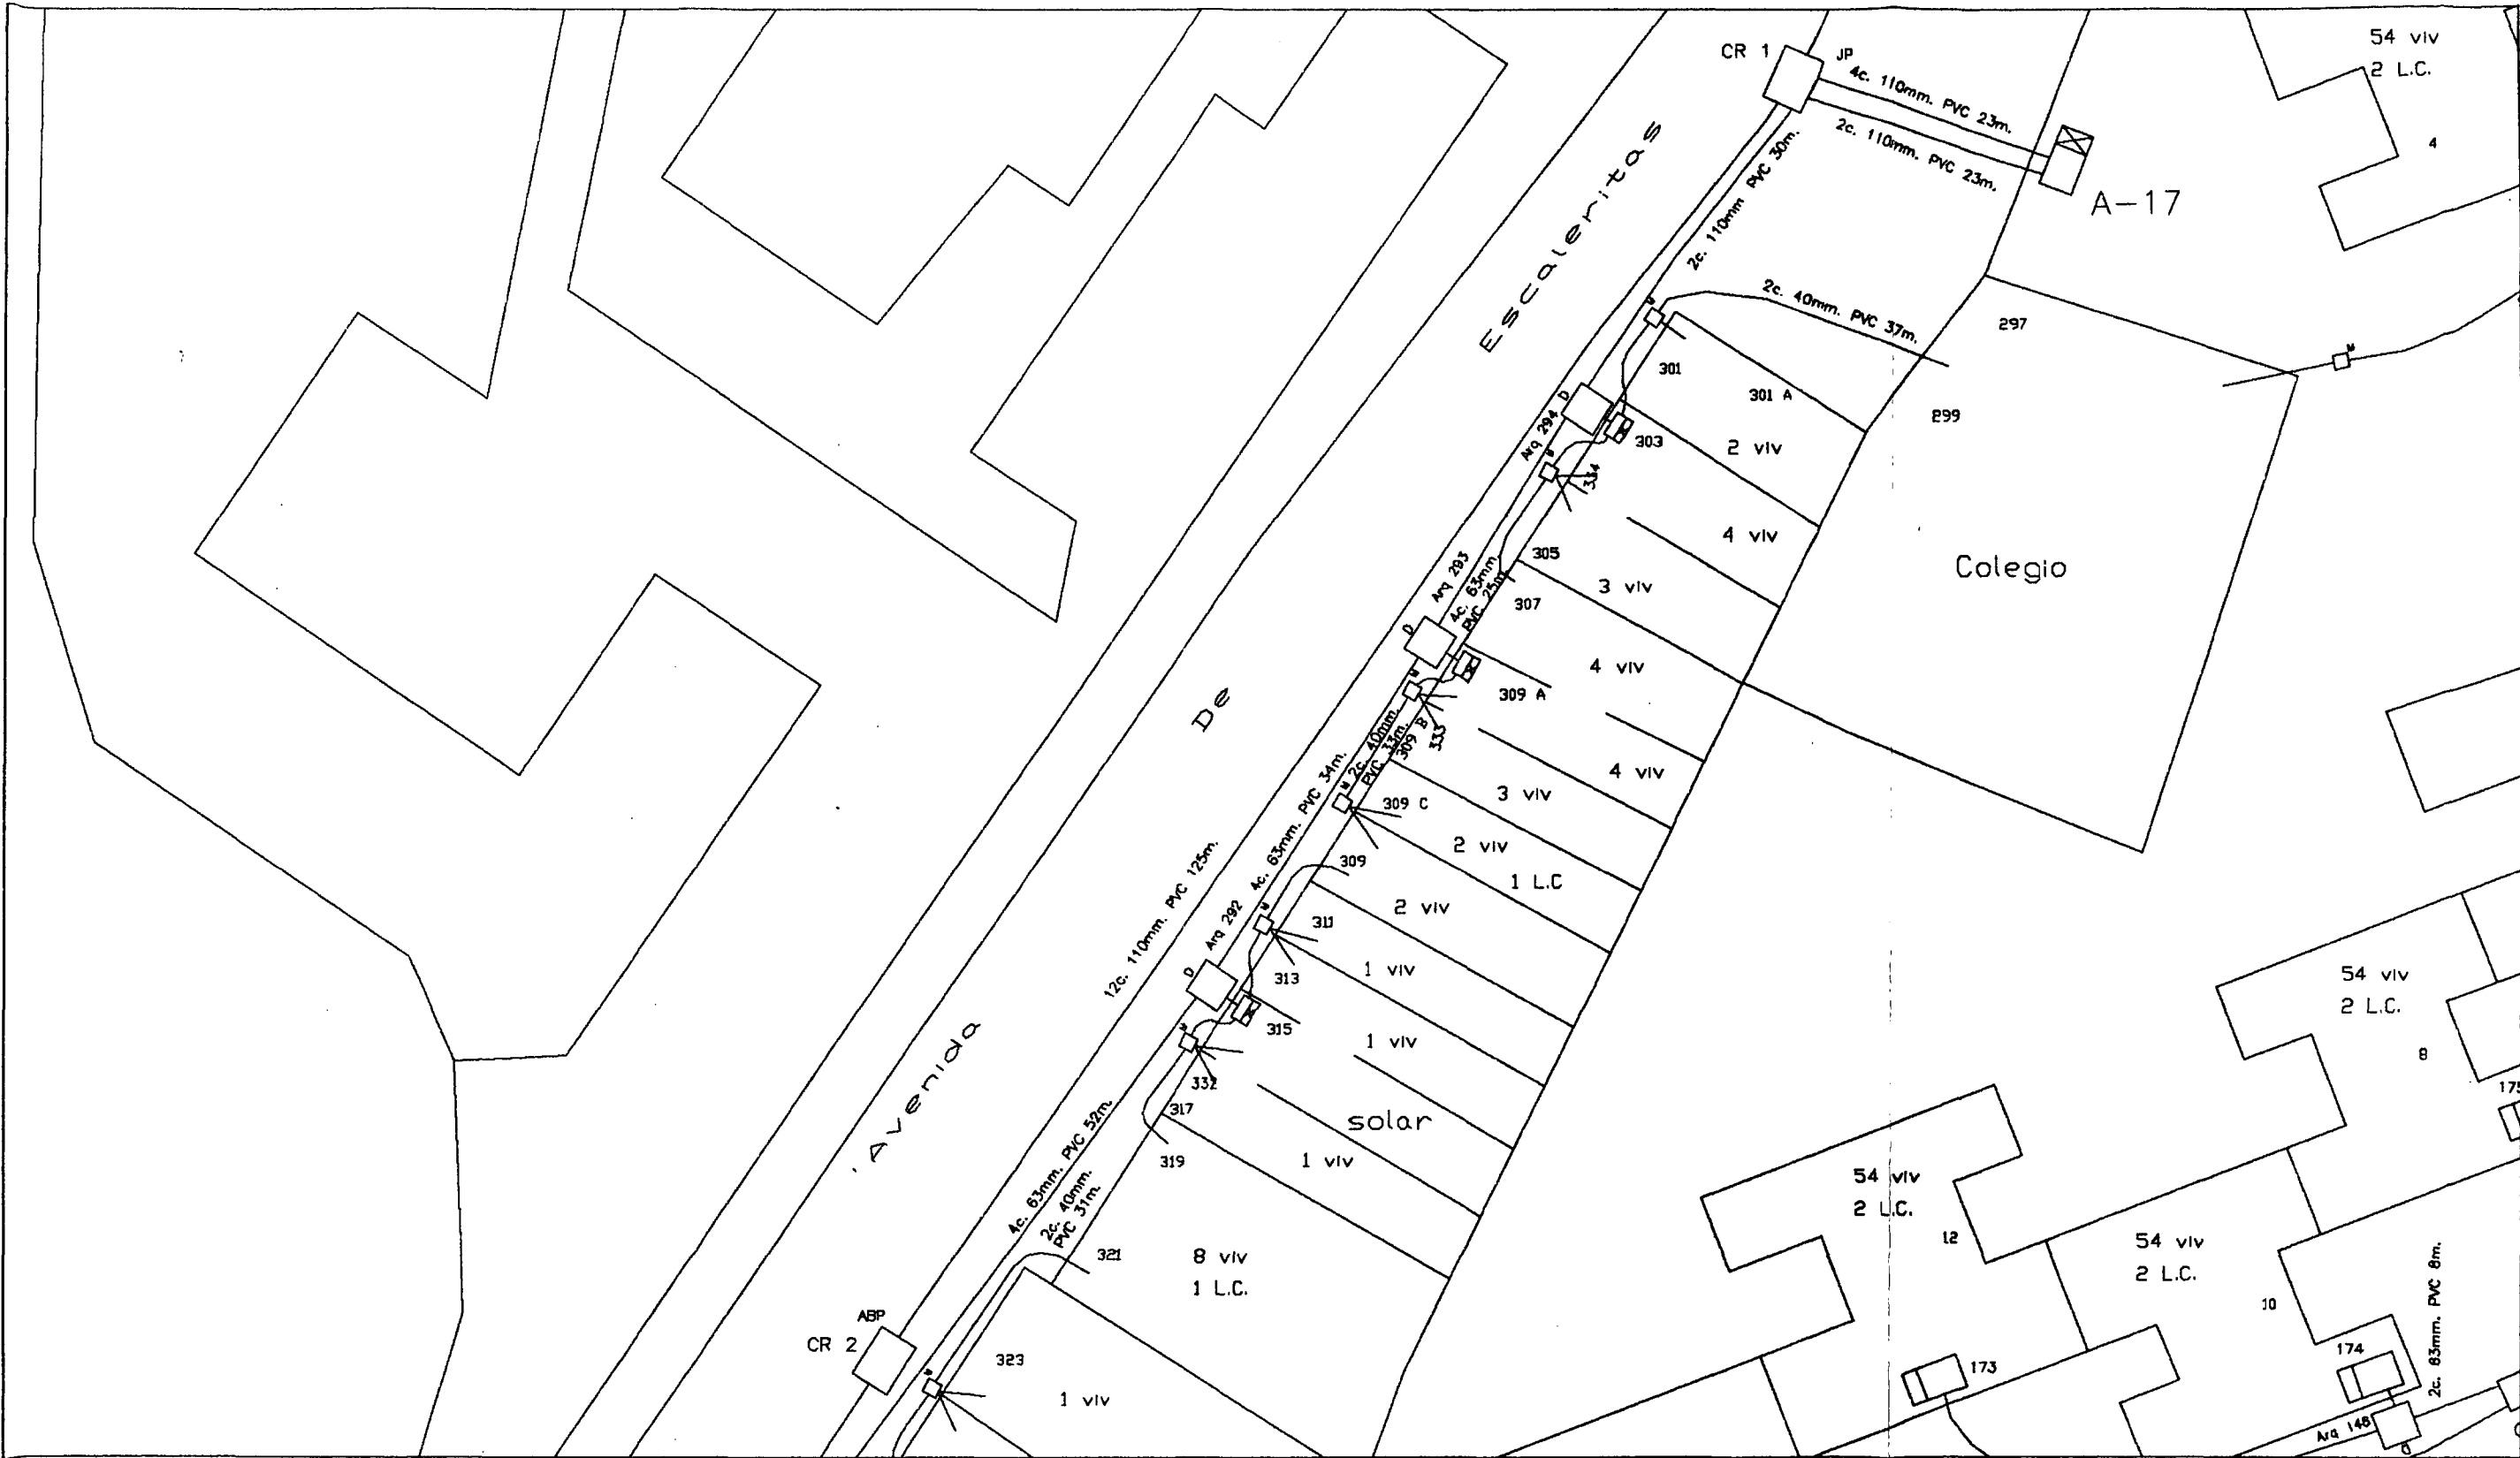 54 viv
2 L.C.
4
CR 1
JP
4c. 110mm. PVC 23m.
2c. 110mm. PVC 23m.
A-17
2c. 110mm PVC 30m.
Avenida De Escaleritas
2c. 40mm. PVC 37m.
297
M
M
301
301 A
299
D
Arq 294
303
2 viv
M
334
4 viv
305
3 viv
Colegio
Arq 293
4c. 63mm.
PVC 25m.
307
D
4 viv
M
309 A
309 B
333
2c. 40mm.
PVC 33m.
4 viv
M
3 viv
309 C
4c. 63mm. PVC 34m.
2 viv
1 L.C
309
12c. 110mm. PVC 125m.
M
2 viv
311
Arq 292
D
313
1 viv
315
M
1 viv
332
317
solar
319
1 viv
4c. 63mm. PVC 52m.
2c. 40mm.
PVC 31m.
321
8 viv
1 L.C.
ABP
CR 2
M
323
1 viv
54 viv
2 L.C.
8
175
54 viv
2 L.C.
12
54 viv
2 L.C.
10
2c. 63mm. PVC 8m.
173
174
Arq 148
D